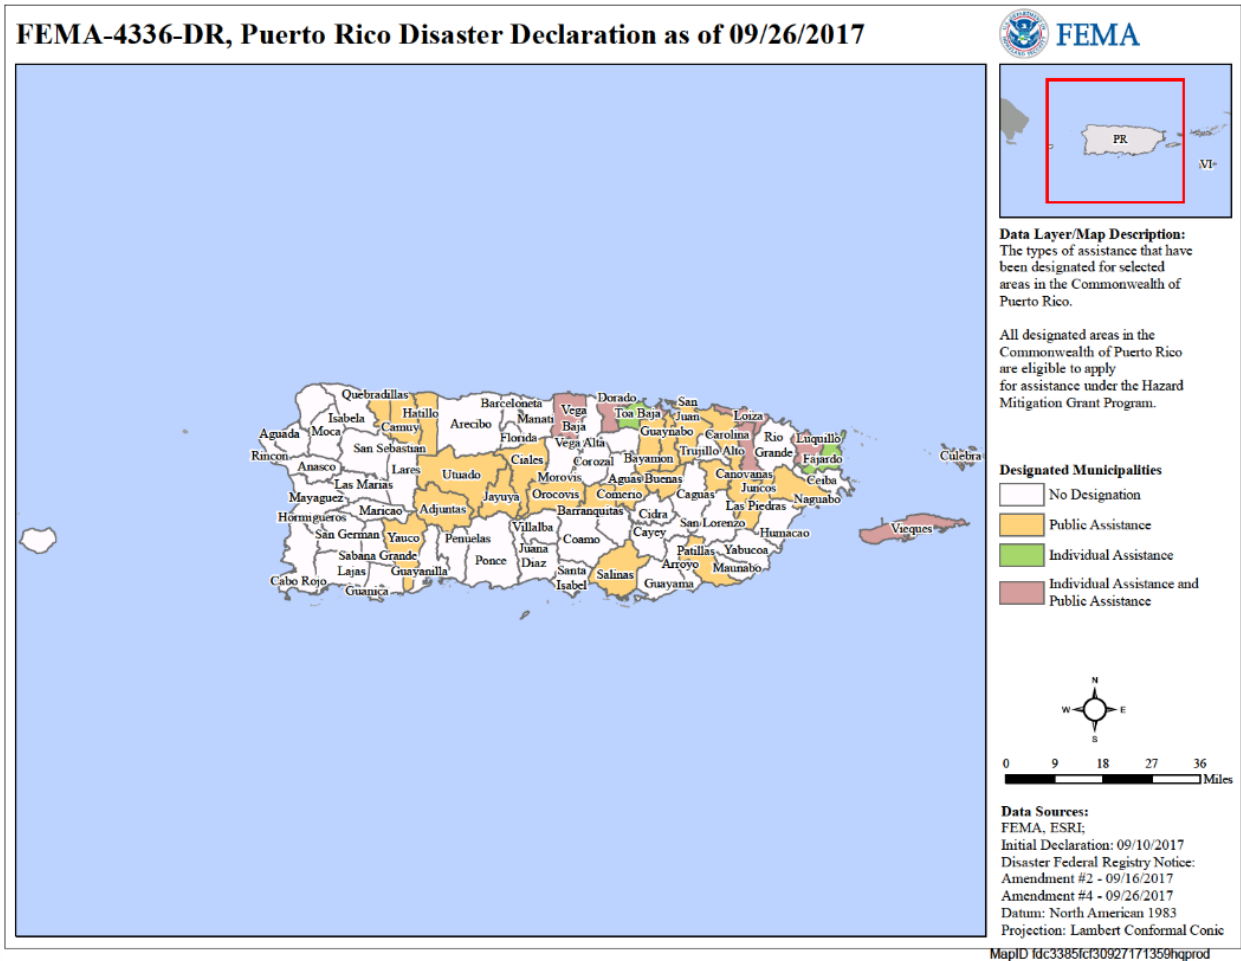 FEMA-4336-DR, Puerto Rico Disaster Declaration as of 09/26/2017
FEMA
PR
VI
Data Layer/Map Description:
The types of assistance that have
been designated for selected
areas in the Commonwealth of
Puerto Rico.
All designated areas in the
Commonwealth of Puerto Rico
are eligible to apply
for assistance under the Hazard
Mitigation Grant Program.
Designated Municipalities
No Designation
Public Assistance
Individual Assistance
Individual Assistance and
Public Assistance
N
W E
S
0 9 18 27 36
Miles
Data Sources:
FEMA, ESRI;
Initial Declaration: 09/10/2017
Disaster Federal Registry Notice:
Amendment #2 - 09/16/2017
Amendment #4 - 09/26/2017
Datum: North American 1983
Projection: Lambert Conformal Conic
MapID fdc3385fcf30927171359hqprod
Quebradillas
Isabela
Hatillo
Camuy
Moca
Aguada
Rincon
San Sebastian
Anasco
Lares
Las Marias
Mayaguez
Maricao
Hormigueros
San German
Sabana Grande
Lajas
Cabo Rojo
Guanica
Yauco
Guayanilla
Adjuntas
Utuado
Jayuya
Arecibo
Barceloneta
Manati
Florida
Ciales
Vega
Baja
Vega Alta
Morovis
Corozal
Orocovis
Barranquitas
Penuelas
Ponce
Villalba
Juana
Diaz
Coamo
Santa
Isabel
Salinas
Dorado
Toa Baja
San
Juan
Guaynabo
Bayamon
Aguas Buenas
Comerio
Cidra
Cayey
Guayama
Carolina
Trujillo Alto
Loiza
Canovanas
Caguas
Juncos
Las Piedras
San Lorenzo
Patillas
Arroyo
Yabucoa
Maunabo
Humacao
Naguabo
Rio
Grande
Luquillo
Fajardo
Ceiba
Culebra
Vieques